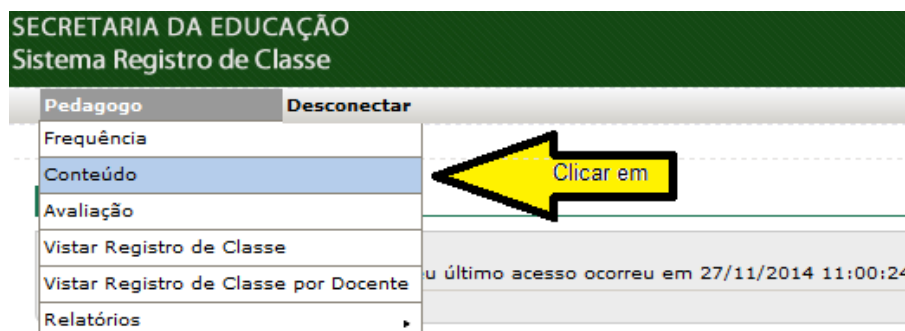 SECRETARIA DA EDUCAÇÃO
Sistema Registro de Classe
Pedagogo Desconectar
Frequência
Conteúdo
Clicar em
Avaliação
Vistar Registro de Classe
u último acesso ocorreu em 27/11/2014 11:00:24
Vistar Registro de Classe por Docente
Relatórios